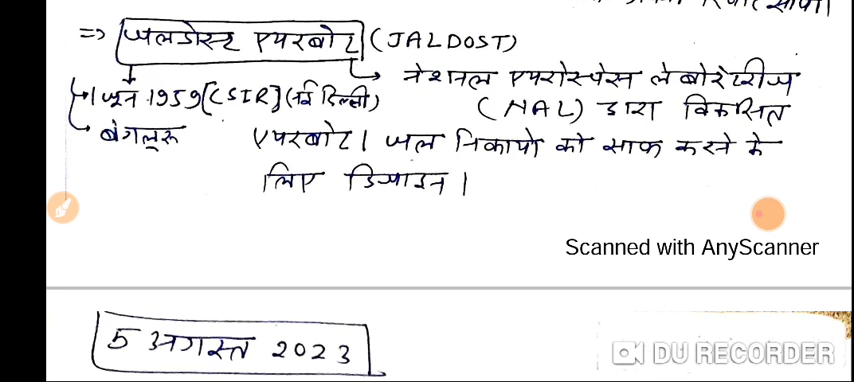 => जलदोस्त एयरबोट (JALDOST)
→ नेशनल एयरोस्पेस लेबोरेटरीज
→ 1 जून 1959 [CSIR] (नई दिल्ली)
(NAL) द्वारा विकसित
→ बंगलूरू
एयरबोट। जल निकायों को साफ करने के
लिए डिजाइन।
Scanned with AnyScanner
5 अगस्त 2023
DU RECORDER